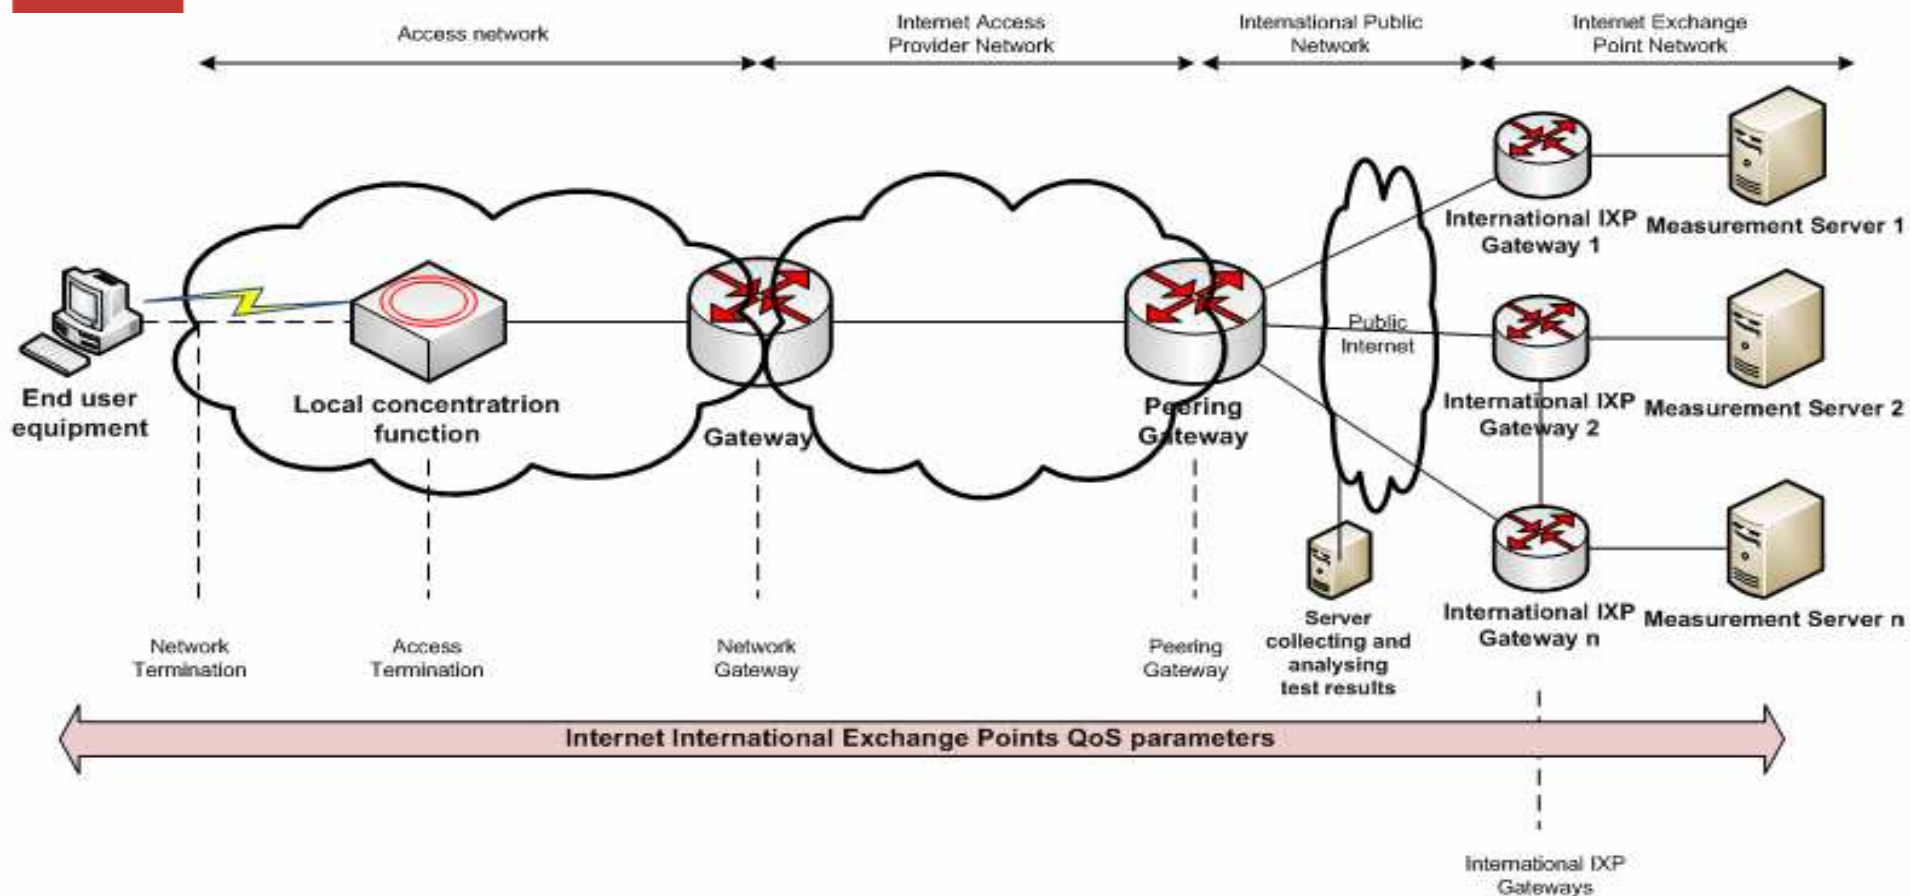 Access network
Internet Access
Provider Network
International Public
Network
Internet Exchange
Point Network
International IXP
Gateway 1
Measurement Server 1
Public
Internet
End user
equipment
Local concentratrion
function
Gateway
Peering
Gateway
International IXP
Gateway 2
Measurement Server 2
International IXP
Gateway n
Measurement Server n
Server
collecting and
analysing
test results
Network
Termination
Access
Termination
Network
Gateway
Peering
Gateway
Internet International Exchange Points QoS parameters
International IXP
Gateways